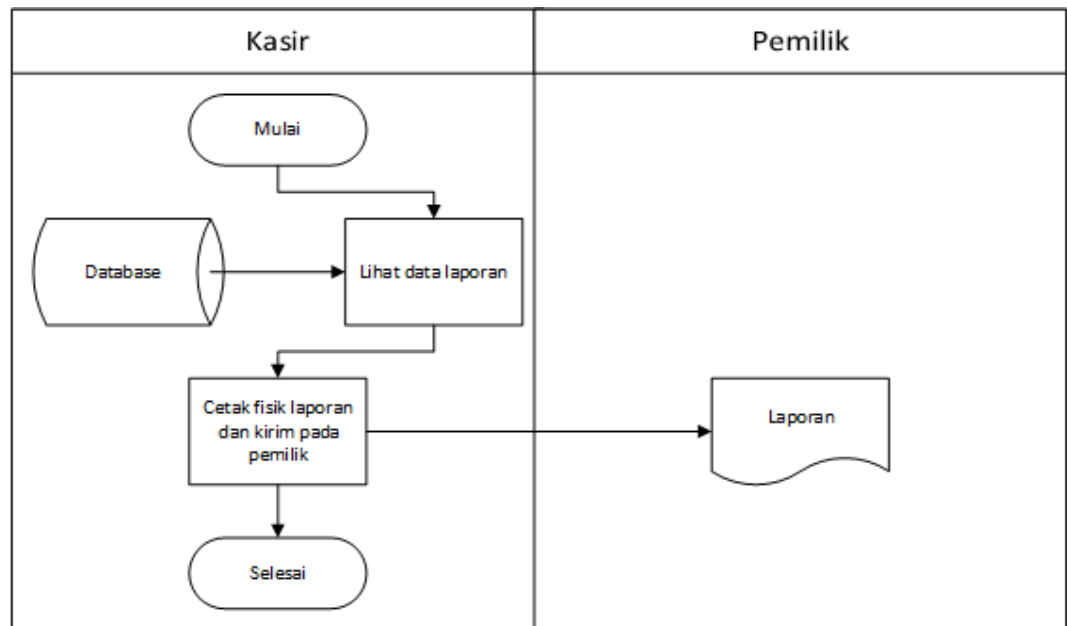 Kasir
Pemilik
Mulai
Database
Lihat data laporan
Cetak fisik laporan
dan kirim pada
pemilik
Laporan
Selesai